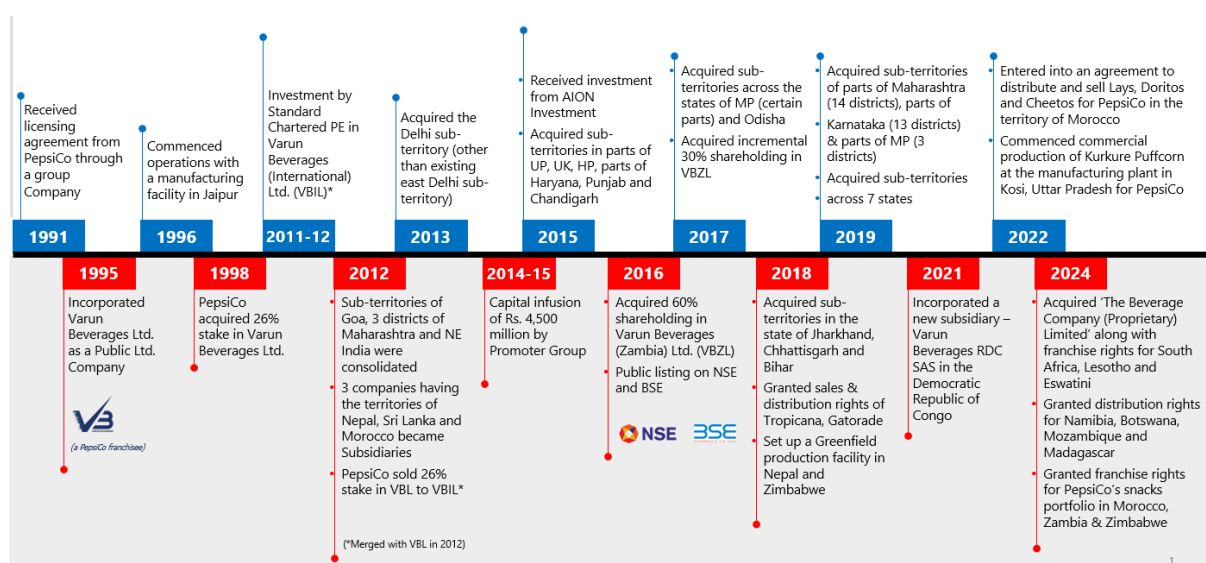 Received
licensing
agreement from
PepsiCo through
a group
Company
1991
Commenced
operations with
a manufacturing
facility in Jaipur
1996
Investment by
Standard
Chartered PE in
Varun
Beverages
(International)
Ltd. (VBIL)*
2011-12
Acquired the
Delhi sub-
territory (other
than existing
east Delhi sub-
territory)
2013
• Received investment
from AION
Investment
• Acquired sub-
territories in parts of
UP, UK, HP, parts of
Haryana, Punjab and
Chandigarh
2015
• Acquired sub-
territories across the
states of MP (certain
parts) and Odisha
• Acquired incremental
30% shareholding in
VBZL
2017
• Acquired sub-territories
of parts of Maharashtra
(14 districts), parts of
• Karnataka (13 districts)
& parts of MP (3
districts)
• Acquired sub-territories
• across 7 states
2019
• Entered into an agreement to
distribute and sell Lays, Doritos
and Cheetos for PepsiCo in the
territory of Morocco
• Commenced commercial
production of Kurkure Puffcorn
at the manufacturing plant in
Kosi, Uttar Pradesh for PepsiCo
2022
1995
Incorporated
Varun
Beverages Ltd.
as a Public Ltd.
Company
VB
(a PepsiCo franchisee)
1998
PepsiCo
acquired 26%
stake in Varun
Beverages Ltd.
2012
• Sub-territories of
Goa, 3 districts of
Maharashtra and NE
India were
consolidated
• 3 companies having
the territories of
Nepal, Sri Lanka and
Morocco became
Subsidiaries
• PepsiCo sold 26%
stake in VBL to VBIL*
(*Merged with VBL in 2012)
2014-15
Capital infusion
of Rs. 4,500
million by
Promoter Group
2016
• Acquired 60%
shareholding in
Varun Beverages
(Zambia) Ltd. (VBZL)
• Public listing on NSE
and BSE
NSE
BSE
2018
• Acquired sub-
territories in the
state of Jharkhand,
Chhattisgarh and
Bihar
• Granted sales &
distribution rights of
Tropicana, Gatorade
• Set up a Greenfield
production facility in
Nepal and
Zimbabwe
2021
Incorporated a
new subsidiary –
Varun
Beverages RDC
SAS in the
Democratic
Republic of
Congo
2024
• Acquired ‘The Beverage
Company (Proprietary)
Limited’ along with
franchise rights for South
Africa, Lesotho and
Eswatini
• Granted distribution rights
for Namibia, Botswana,
Mozambique and
Madagascar
• Granted franchise rights
for PepsiCo’s snacks
portfolio in Morocco,
Zambia & Zimbabwe
1